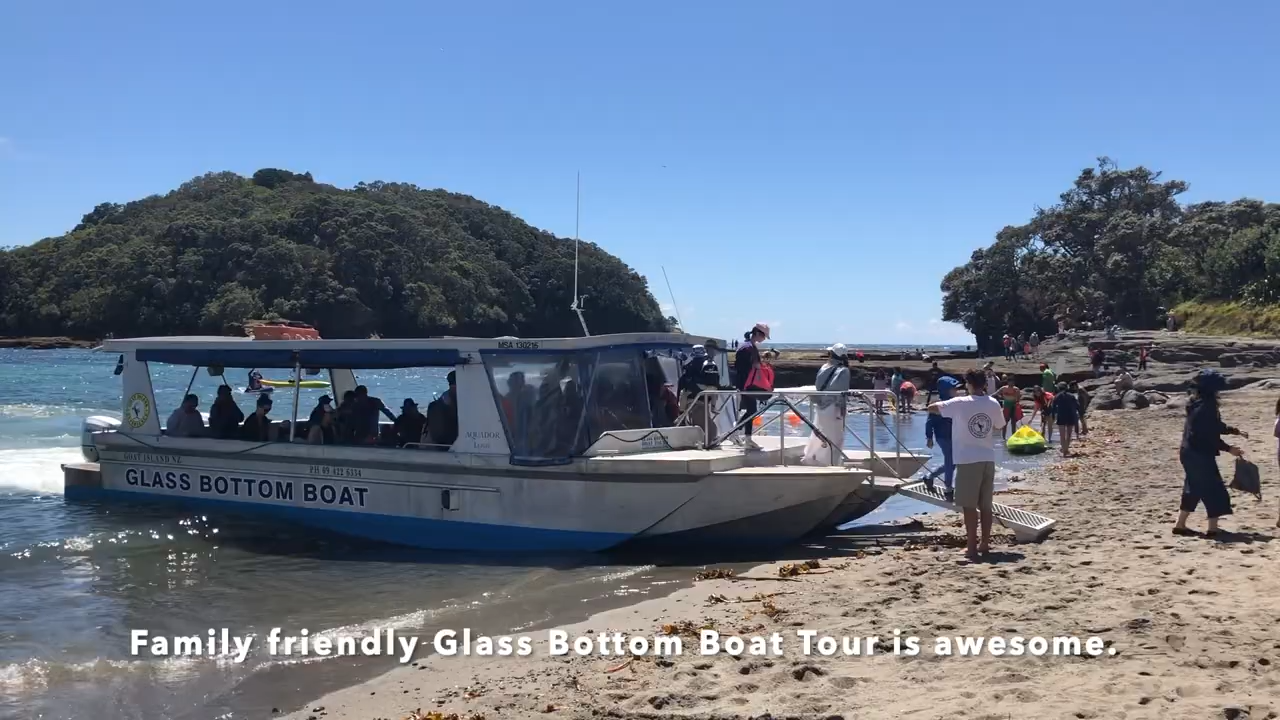 MSA 130216
AQUADOR
GOAT ISLAND NZ
PH 09 422 6334
GLASS BOTTOM BOAT
Family friendly Glass Bottom Boat Tour is awesome.